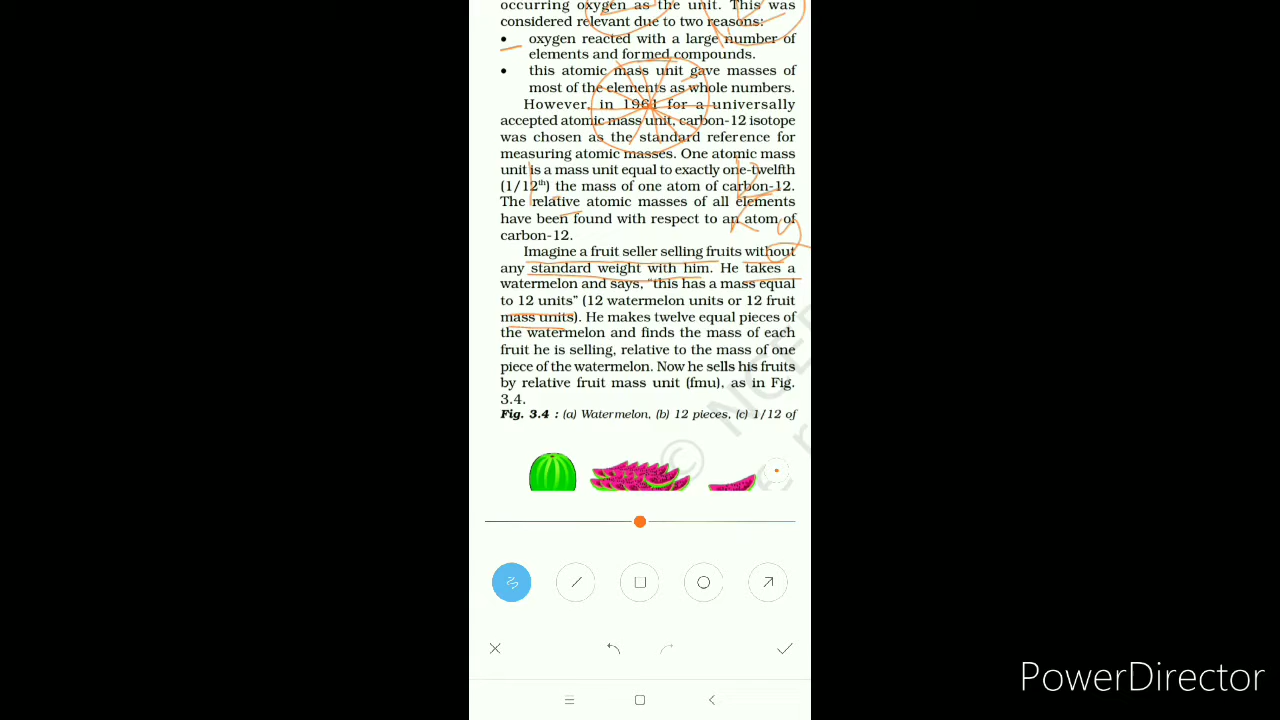 occurring oxygen as the unit. This was
considered relevant due to two reasons:
• oxygen reacted with a large number of
elements and formed compounds.
• this atomic mass unit gave masses of
most of the elements as whole numbers.
However, in 1961 for a universally
accepted atomic mass unit, carbon-12 isotope
was chosen as the standard reference for
measuring atomic masses. One atomic mass
unit is a mass unit equal to exactly one-twelfth
(1/12th) the mass of one atom of carbon-12.
The relative atomic masses of all elements
have been found with respect to an atom of
carbon-12.
Imagine a fruit seller selling fruits without
any standard weight with him. He takes a
watermelon and says, "this has a mass equal
to 12 units" (12 watermelon units or 12 fruit
mass units). He makes twelve equal pieces of
the watermelon and finds the mass of each
fruit he is selling, relative to the mass of one
piece of the watermelon. Now he sells his fruits
by relative fruit mass unit (fmu), as in Fig.
3.4.
Fig. 3.4 : (a) Watermelon, (b) 12 pieces, (c) 1/12 of
© NCE
PowerDirector